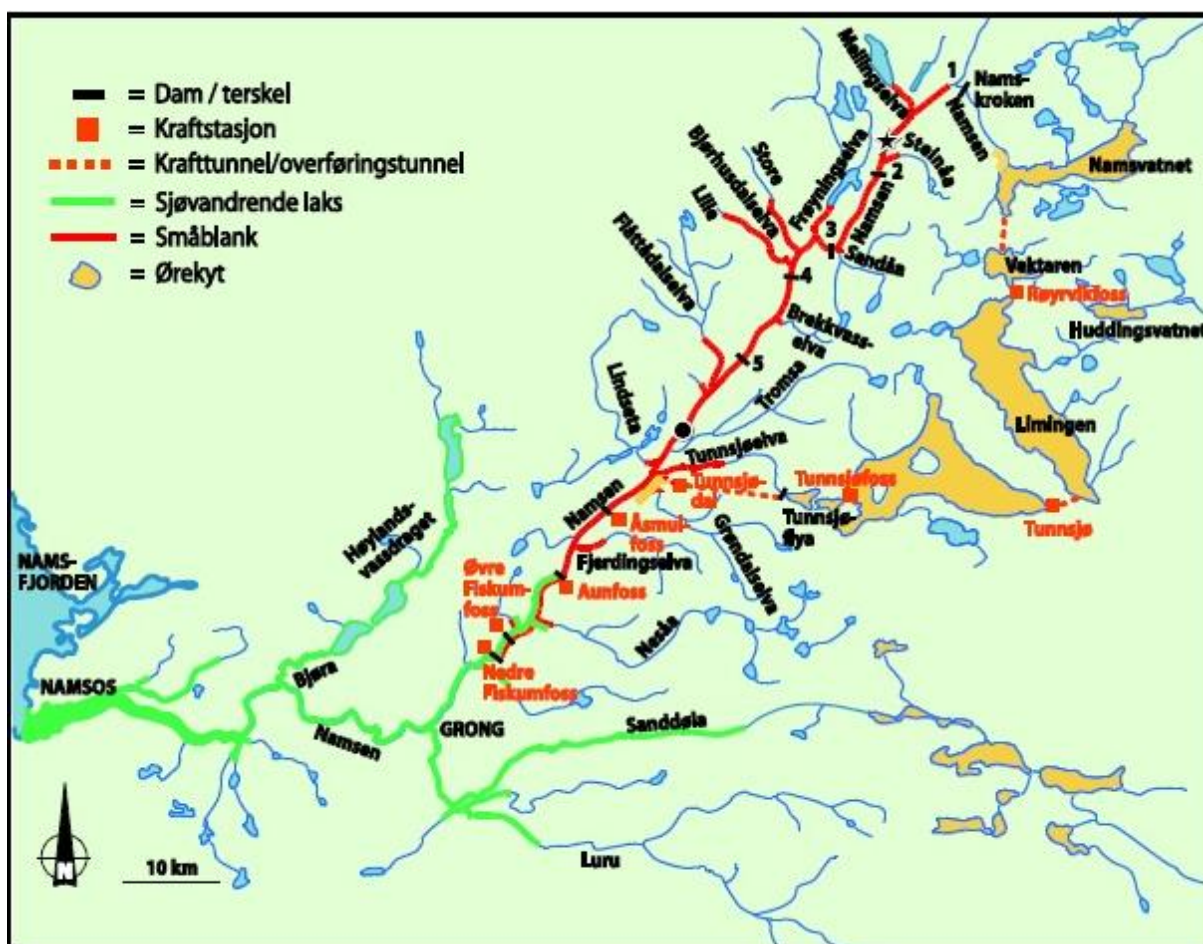 = Dam / terskel
= Kraftstasjon
= Krafttunnel/overføringstunnel
= Sjøvandrende laks
= Småblank
= Ørekyt
Mellingselva
1
Nams-
kroken
Namsen
Stelnåa
2
Namsvatnet
Frøyningselva
Store
Bjørhusdalselva
Lille
Namsen
3
Sandåa
4
Vektaren
Røyrvikfoss
Huddingsvatnet
Flåttådalselva
Brekkvass-
elva
5
Tromsa
Lindseta
Limingen
Tunnsjøelva
Tunnsjø-
dal
Tunnsjøfoss
Tunnsjø
Tunnsjø-
øya
Namsen
Åsmul-
foss
Grøndalselva
Fjerdingselva
Høylands-
vassdraget
NAMS-
FJORDEN
Øvre
Fiskum-
foss
Aunfoss
Nesåa
Nedre
Fiskumfoss
NAMSOS
Bjøra
Namsen
GRONG
Sanddøla
Luru
N
10 km